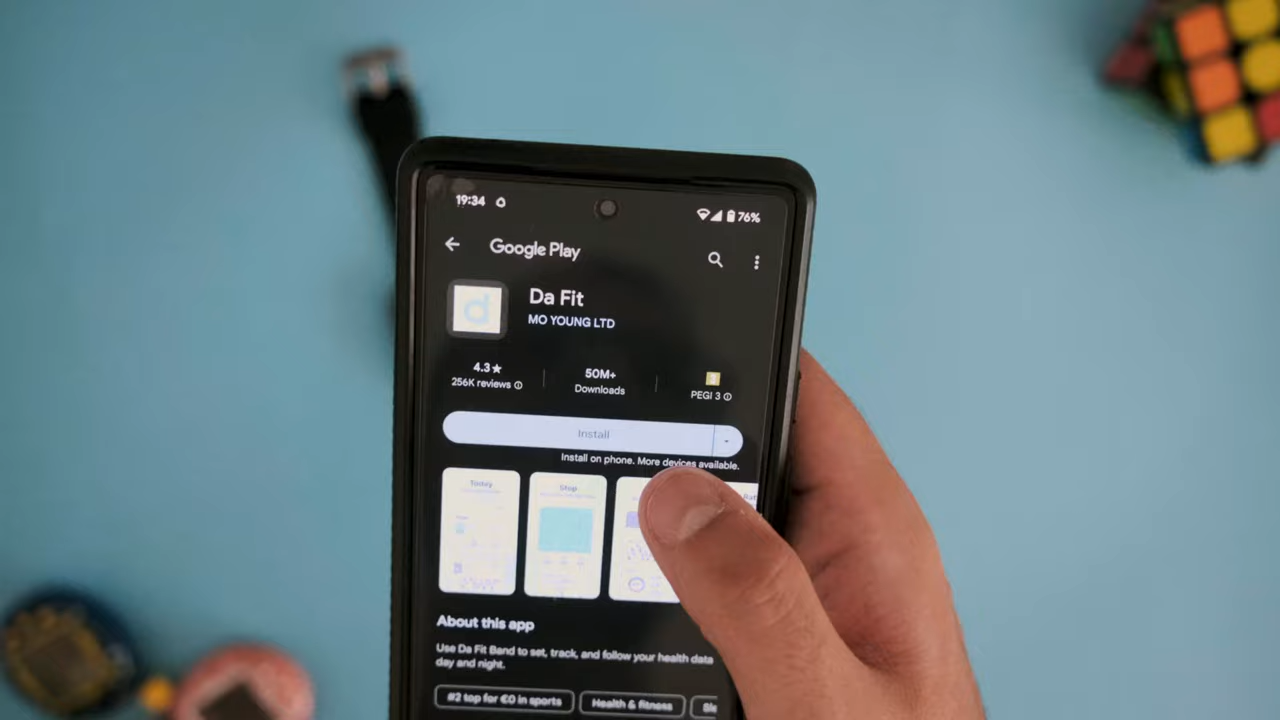 19:34 76%
Google Play
d
Da Fit
MO YOUNG LTD
4.3★ 50M+ 3
256K reviews Downloads PEGI 3
Install
Install on phone. More devices available.
Today Stop
About this app
Use Da Fit Band to set, track, and follow your health data
day and night.
#2 top for €0 in sports Health & fitness